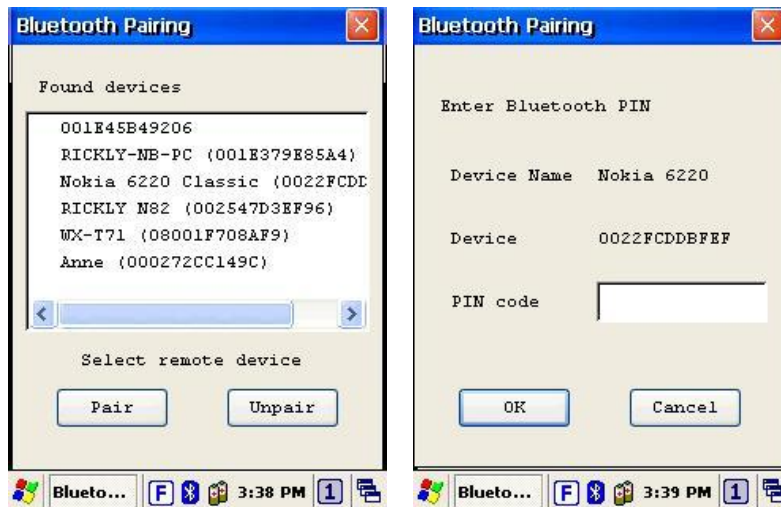 Bluetooth Pairing
Found devices
001E45B49206
RICKLY-NB-PC (001E379E85A4)
Nokia 6220 Classic (0022FCDD
RICKLY N82 (002547D3EF96)
WX-T71 (08001F708AF9)
Anne (000272CC149C)
Select remote device
Pair Unpair
Blueto... F 3:38 PM 1
Bluetooth Pairing
Enter Bluetooth PIN
Device Name Nokia 6220
Device 0022FCDDBFEF
PIN code
OK Cancel
Blueto... F 3:39 PM 1